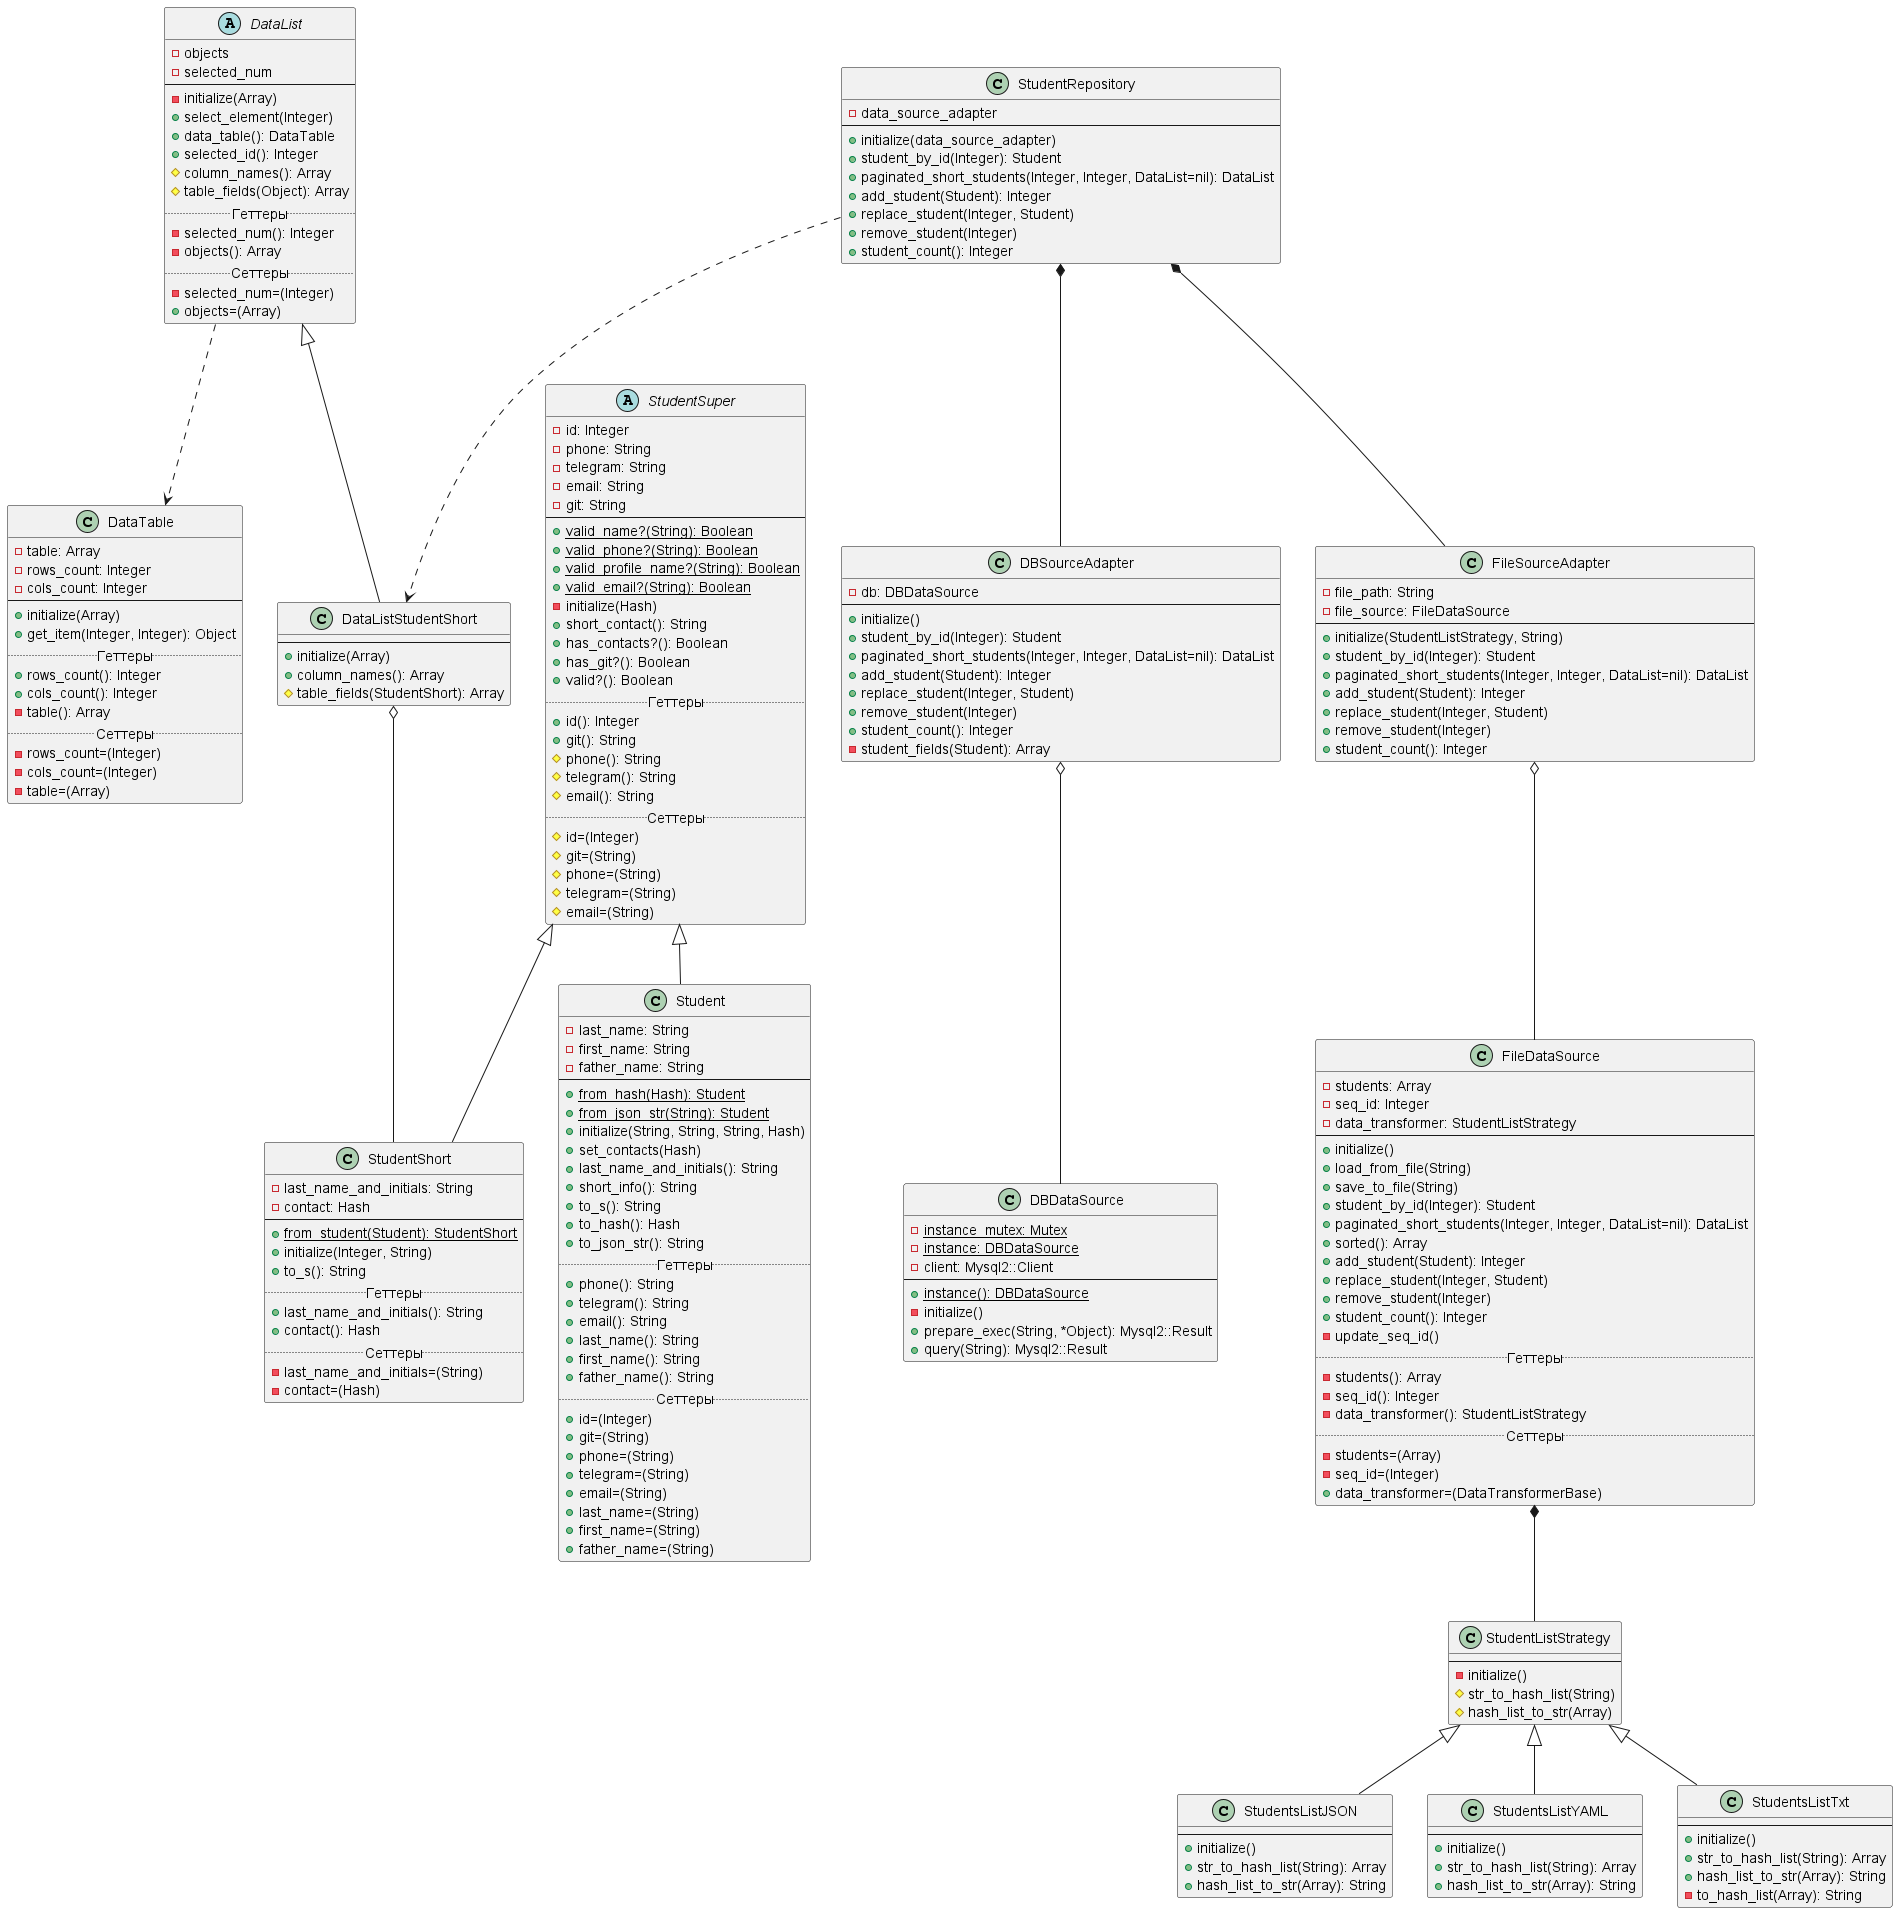 A DataList
objects
selected_num
initialize(Array)
select_element(Integer)
data_table(): DataTable
selected_id(): Integer
column_names(): Array
table_fields(Object): Array
Геттеры
selected_num(): Integer
objects(): Array
Сеттеры
selected_num=(Integer)
objects=(Array)
C StudentRepository
data_source_adapter
initialize(data_source_adapter)
student_by_id(Integer): Student
paginated_short_students(Integer, Integer, DataList=nil): DataList
add_student(Student): Integer
replace_student(Integer, Student)
remove_student(Integer)
student_count(): Integer
A StudentSuper
id: Integer
phone: String
telegram: String
email: String
git: String
valid_name?(String): Boolean
valid_phone?(String): Boolean
valid_profile_name?(String): Boolean
valid_email?(String): Boolean
initialize(Hash)
short_contact(): String
has_contacts?(): Boolean
has_git?(): Boolean
valid?(): Boolean
Геттеры
id(): Integer
git(): String
phone(): String
telegram(): String
email(): String
Сеттеры
id=(Integer)
git=(String)
phone=(String)
telegram=(String)
email=(String)
C DataTable
table: Array
rows_count: Integer
cols_count: Integer
initialize(Array)
get_item(Integer, Integer): Object
Геттеры
rows_count(): Integer
cols_count(): Integer
table(): Array
Сеттеры
rows_count=(Integer)
cols_count=(Integer)
table=(Array)
C DataListStudentShort
initialize(Array)
column_names(): Array
table_fields(StudentShort): Array
C DBSourceAdapter
db: DBDataSource
initialize()
student_by_id(Integer): Student
paginated_short_students(Integer, Integer, DataList=nil): DataList
add_student(Student): Integer
replace_student(Integer, Student)
remove_student(Integer)
student_count(): Integer
student_fields(Student): Array
C FileSourceAdapter
file_path: String
file_source: FileDataSource
initialize(StudentListStrategy, String)
student_by_id(Integer): Student
paginated_short_students(Integer, Integer, DataList=nil): DataList
add_student(Student): Integer
replace_student(Integer, Student)
remove_student(Integer)
student_count(): Integer
C Student
last_name: String
first_name: String
father_name: String
from_hash(Hash): Student
from_json_str(String): Student
initialize(String, String, String, Hash)
set_contacts(Hash)
last_name_and_initials(): String
short_info(): String
to_s(): String
to_hash(): Hash
to_json_str(): String
Геттеры
phone(): String
telegram(): String
email(): String
last_name(): String
first_name(): String
father_name(): String
Сеттеры
id=(Integer)
git=(String)
phone=(String)
telegram=(String)
email=(String)
last_name=(String)
first_name=(String)
father_name=(String)
C StudentShort
last_name_and_initials: String
contact: Hash
from_student(Student): StudentShort
initialize(Integer, String)
to_s(): String
Геттеры
last_name_and_initials(): String
contact(): Hash
Сеттеры
last_name_and_initials=(String)
contact=(Hash)
C DBDataSource
instance_mutex: Mutex
instance: DBDataSource
client: Mysql2::Client
instance(): DBDataSource
initialize()
prepare_exec(String, *Object): Mysql2::Result
query(String): Mysql2::Result
C FileDataSource
students: Array
seq_id: Integer
data_transformer: StudentListStrategy
initialize()
load_from_file(String)
save_to_file(String)
student_by_id(Integer): Student
paginated_short_students(Integer, Integer, DataList=nil): DataList
sorted(): Array
add_student(Student): Integer
replace_student(Integer, Student)
remove_student(Integer)
student_count(): Integer
update_seq_id()
Геттеры
students(): Array
seq_id(): Integer
data_transformer(): StudentListStrategy
Сеттеры
students=(Array)
seq_id=(Integer)
data_transformer=(DataTransformerBase)
C StudentListStrategy
initialize()
str_to_hash_list(String)
hash_list_to_str(Array)
C StudentsListJSON
initialize()
str_to_hash_list(String): Array
hash_list_to_str(Array): String
C StudentsListYAML
initialize()
str_to_hash_list(String): Array
hash_list_to_str(Array): String
C StudentsListTxt
initialize()
str_to_hash_list(String): Array
hash_list_to_str(Array): String
to_hash_list(Array): String